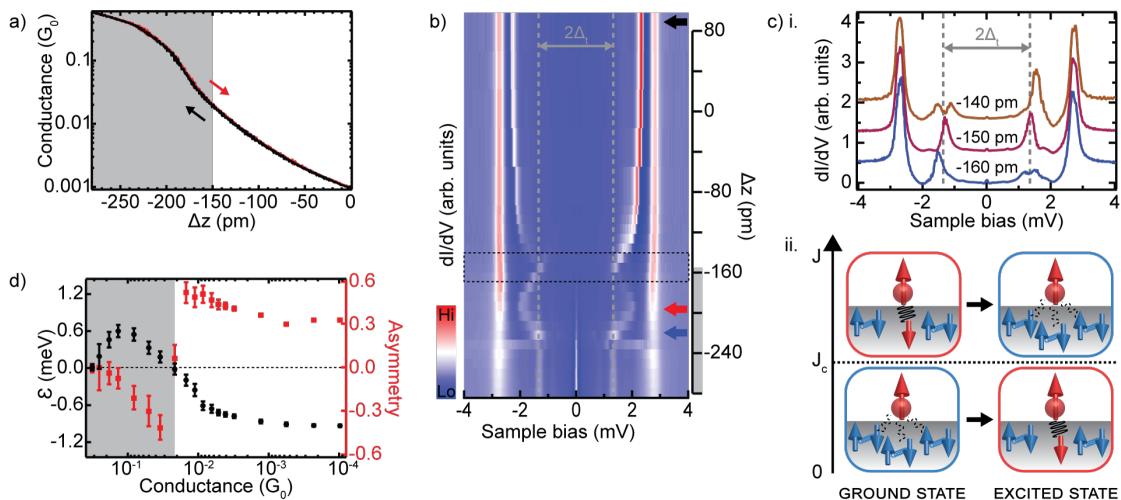 a)
Conductance (G0)
0.1
0.01
0.001
-250 -200 -150 -100 -50 0
Δz (pm)
b)
dI/dV (arb. units)
Hi
Lo
2Δt
80
0
-80
-160
-240
Δz (pm)
-4 -2 0 2 4
Sample bias (mV)
c) i.
dI/dV (arb. units)
4
3
2
1
0
2Δt
-140 pm
-150 pm
-160 pm
-4 -2 0 2 4
Sample bias (mV)
ii.
J
Jc
0
GROUND STATE EXCITED STATE
d)
ε (meV)
1.2
0.6
0.0
-0.6
-1.2
0.6
0.3
0.0
-0.3
-0.6
Asymmetry
10-1 10-2 10-3 10-4
Conductance (G0)